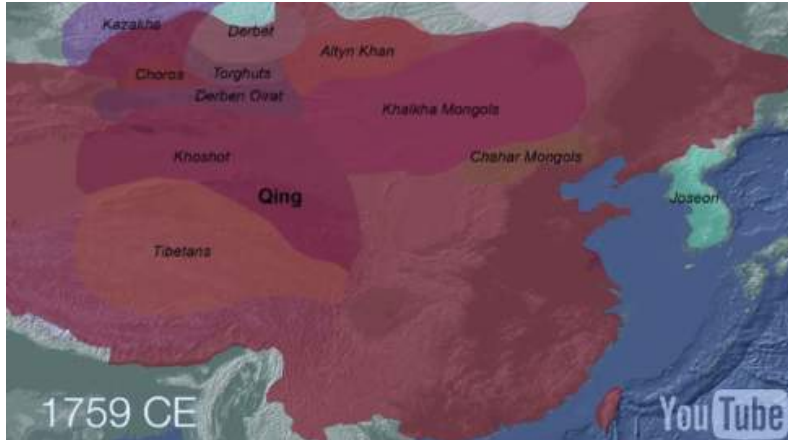 Kazakhs
Derbet
Altyn Khan
Choros
Torghuts
Derben Oirat
Khalkha Mongols
Khoshot
Chahar Mongols
Qing
Joseon
Tibetans
1759 CE
YouTube